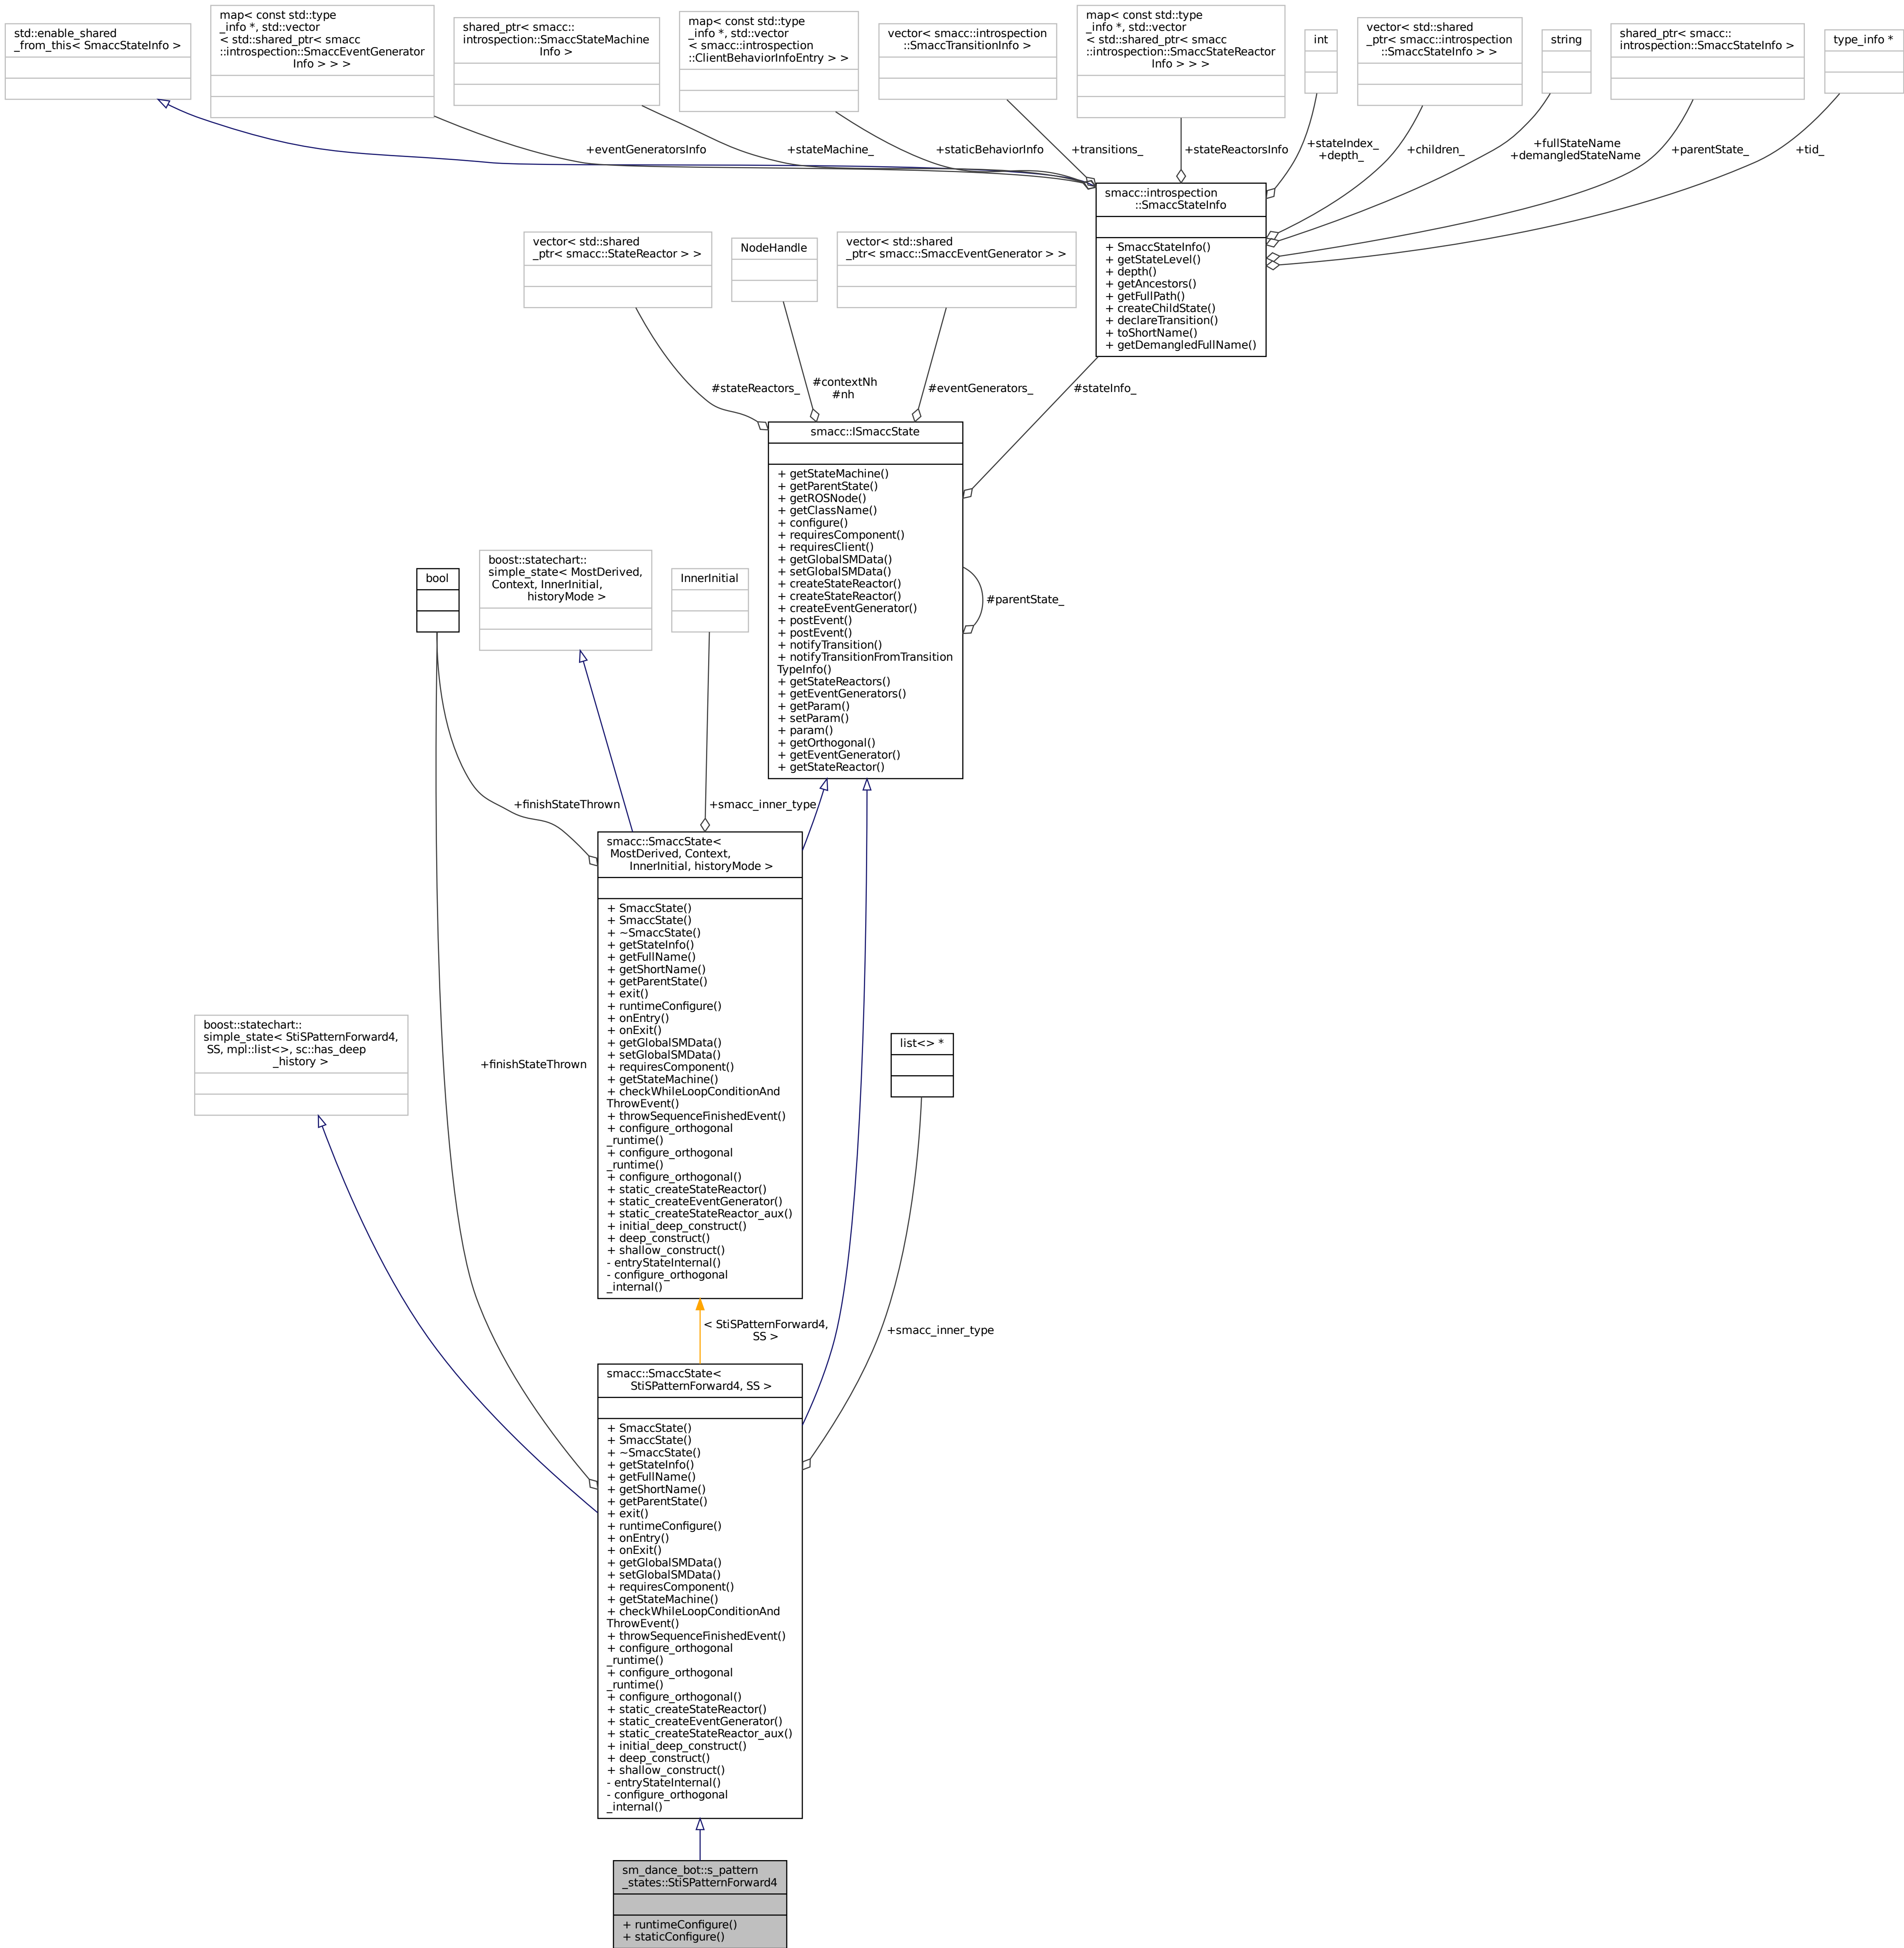 std::enable_shared
_from_this< SmaccStateInfo >
map< const std::type
_info *, std::vector
< std::shared_ptr< smacc
::introspection::SmaccEventGenerator
Info > > >
shared_ptr< smacc::
introspection::SmaccStateMachine
Info >
map< const std::type
_info *, std::vector
< smacc::introspection
::ClientBehaviorInfoEntry > >
vector< smacc::introspection
::SmaccTransitionInfo >
map< const std::type
_info *, std::vector
< std::shared_ptr< smacc
::introspection::SmaccStateReactor
Info > > >
int
vector< std::shared
_ptr< smacc::introspection
::SmaccStateInfo > >
string
shared_ptr< smacc::
introspection::SmaccStateInfo >
type_info *
+eventGeneratorsInfo
+stateMachine_
+staticBehaviorInfo
+transitions_
+stateReactorsInfo
+stateIndex_
+depth_
+children_
+fullStateName
+demangledStateName
+parentState_
+tid_
smacc::introspection
::SmaccStateInfo
+ SmaccStateInfo()
+ getStateLevel()
+ depth()
+ getAncestors()
+ getFullPath()
+ createChildState()
+ declareTransition()
+ toShortName()
+ getDemangledFullName()
vector< std::shared
_ptr< smacc::StateReactor > >
NodeHandle
vector< std::shared
_ptr< smacc::SmaccEventGenerator > >
#stateReactors_
#contextNh
#nh
#eventGenerators_
#stateInfo_
smacc::ISmaccState
+ getStateMachine()
+ getParentState()
+ getROSNode()
+ getClassName()
+ configure()
+ requiresComponent()
+ requiresClient()
+ getGlobalSMData()
+ setGlobalSMData()
+ createStateReactor()
+ createStateReactor()
+ createEventGenerator()
+ postEvent()
+ postEvent()
+ notifyTransition()
+ notifyTransitionFromTransition
TypeInfo()
+ getStateReactors()
+ getEventGenerators()
+ getParam()
+ setParam()
+ param()
+ getOrthogonal()
+ getEventGenerator()
+ getStateReactor()
#parentState_
bool
boost::statechart::
simple_state< MostDerived,
Context, InnerInitial,
historyMode >
InnerInitial
+finishStateThrown
+smacc_inner_type
smacc::SmaccState<
MostDerived, Context,
InnerInitial, historyMode >
+ SmaccState()
+ SmaccState()
+ ~SmaccState()
+ getStateInfo()
+ getFullName()
+ getShortName()
+ getParentState()
+ exit()
+ runtimeConfigure()
+ onEntry()
+ onExit()
+ getGlobalSMData()
+ setGlobalSMData()
+ requiresComponent()
+ getStateMachine()
+ checkWhileLoopConditionAnd
ThrowEvent()
+ throwSequenceFinishedEvent()
+ configure_orthogonal
_runtime()
+ configure_orthogonal
_runtime()
+ configure_orthogonal()
+ static_createStateReactor()
+ static_createEventGenerator()
+ static_createStateReactor_aux()
+ initial_deep_construct()
+ deep_construct()
+ shallow_construct()
- entryStateInternal()
- configure_orthogonal
_internal()
boost::statechart::
simple_state< StiSPatternForward4,
SS, mpl::list<>, sc::has_deep
_history >
+finishStateThrown
list<> *
< StiSPatternForward4,
SS >
+smacc_inner_type
smacc::SmaccState<
StiSPatternForward4, SS >
+ SmaccState()
+ SmaccState()
+ ~SmaccState()
+ getStateInfo()
+ getFullName()
+ getShortName()
+ getParentState()
+ exit()
+ runtimeConfigure()
+ onEntry()
+ onExit()
+ getGlobalSMData()
+ setGlobalSMData()
+ requiresComponent()
+ getStateMachine()
+ checkWhileLoopConditionAnd
ThrowEvent()
+ throwSequenceFinishedEvent()
+ configure_orthogonal
_runtime()
+ configure_orthogonal
_runtime()
+ configure_orthogonal()
+ static_createStateReactor()
+ static_createEventGenerator()
+ static_createStateReactor_aux()
+ initial_deep_construct()
+ deep_construct()
+ shallow_construct()
- entryStateInternal()
- configure_orthogonal
_internal()
sm_dance_bot::s_pattern
_states::StiSPatternForward4
+ runtimeConfigure()
+ staticConfigure()